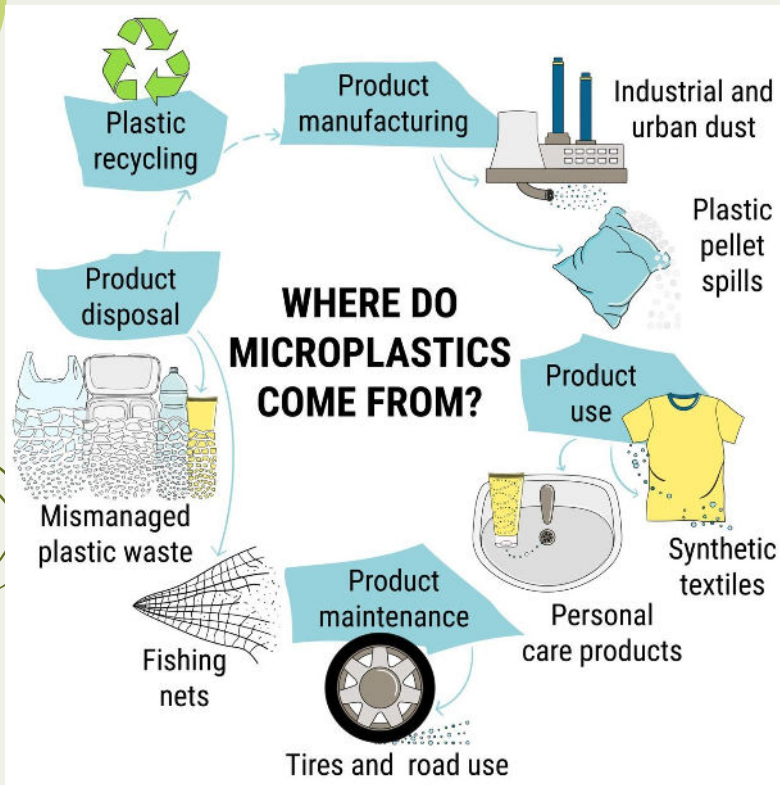 Plastic
recycling
Product
manufacturing
Industrial and
urban dust
Plastic
pellet
spills
Product
disposal
WHERE DO
MICROPLASTICS
COME FROM?
Product
use
Mismanaged
plastic waste
Synthetic
textiles
Personal
care products
Product
maintenance
Fishing
nets
Tires and road use